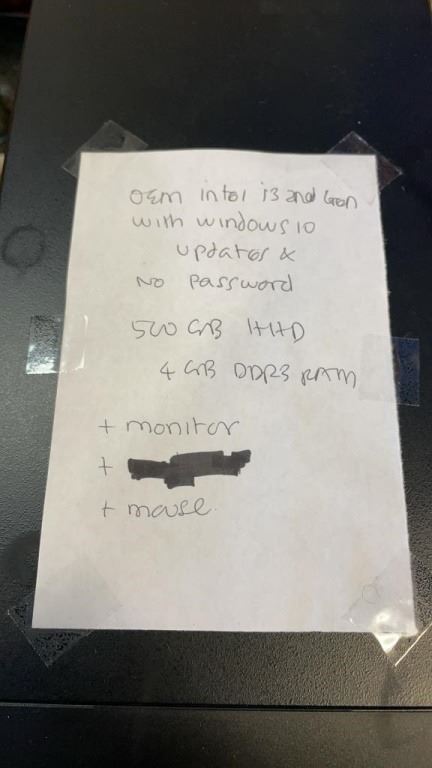 OEM intel i3 2nd Gen
with windows 10
updates &
No Password
500 GB HHD
4 GB DDR3 RAM
+ monitor
+
+ mouse.